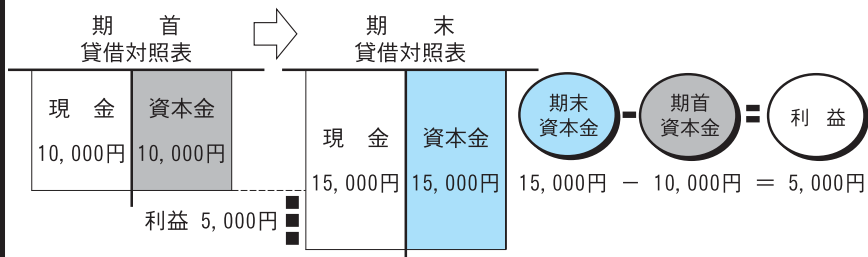 期 首
貸借対照表
現 金
10,000円
資本金
10,000円
利益 5,000円
期 末
貸借対照表
現 金
15,000円
資本金
15,000円
期末
資本金
期首
資本金
利 益
15,000円 － 10,000円 ＝ 5,000円